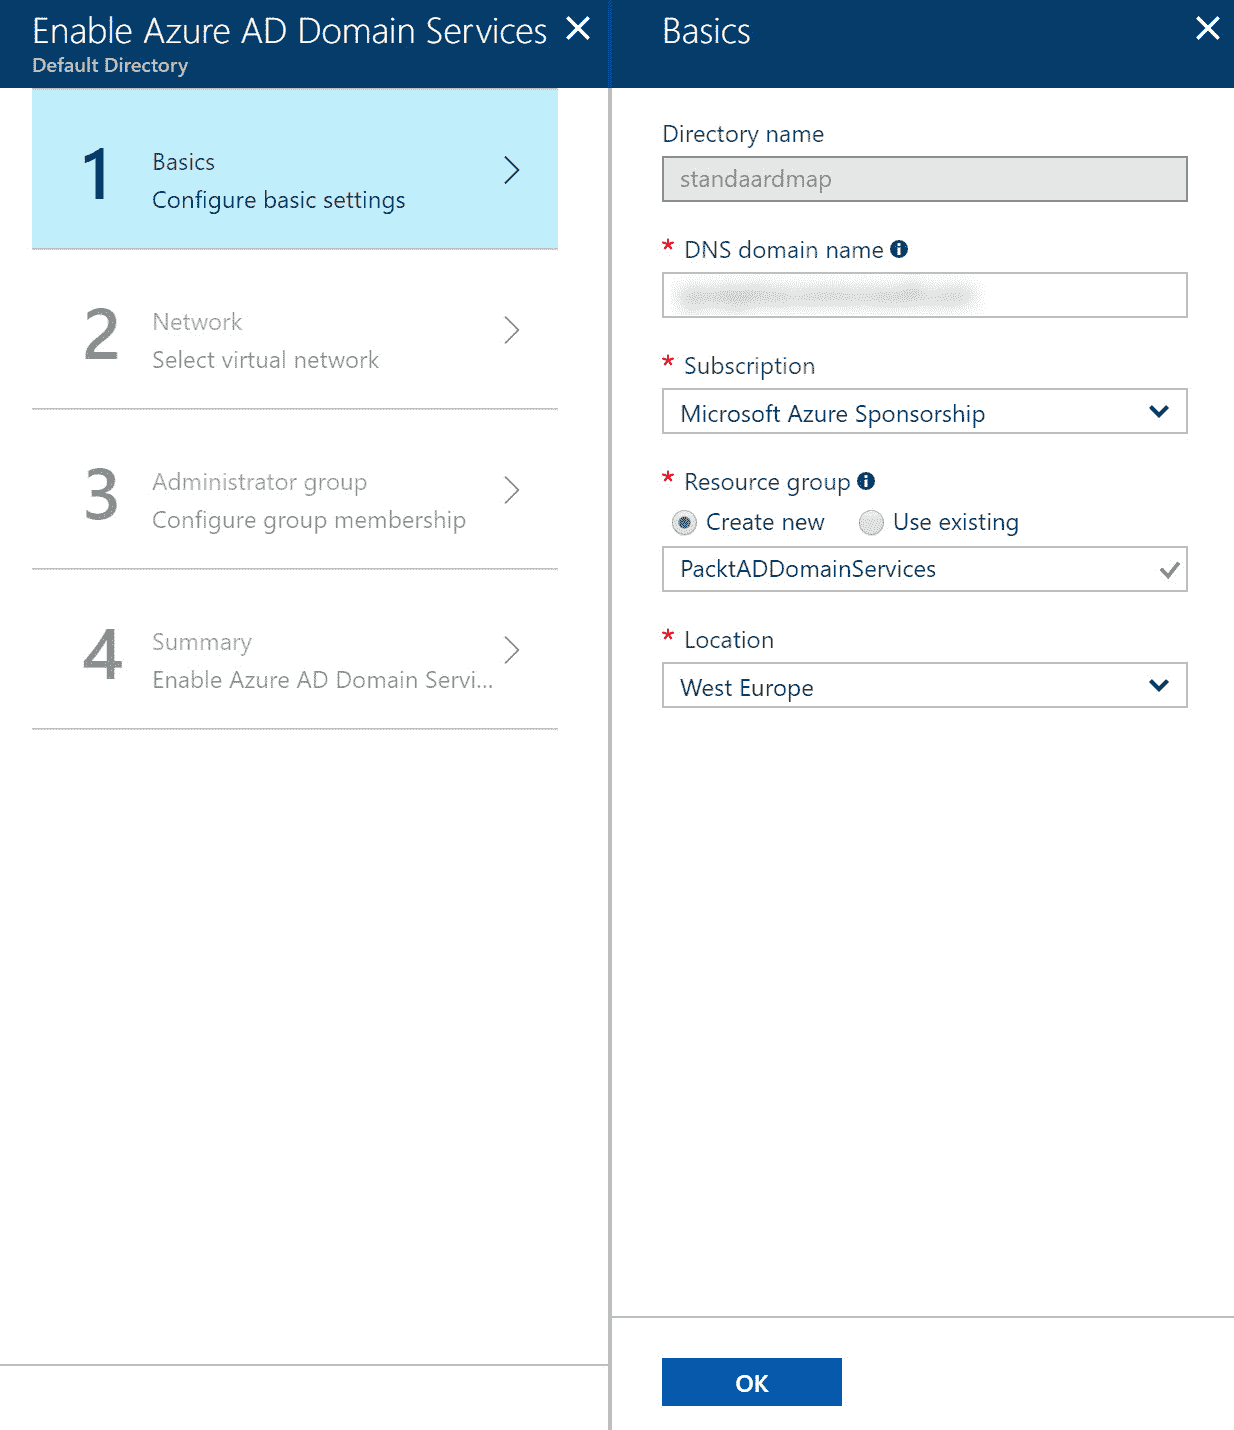 Enable Azure AD Domain Services
Default Directory
1
Basics
Configure basic settings
2
Network
Select virtual network
3
Administrator group
Configure group membership
4
Summary
Enable Azure AD Domain Servi...
Basics
Directory name
standaardmap
* DNS domain name
* Subscription
Microsoft Azure Sponsorship
* Resource group
Create new Use existing
PacktADDomainServices
* Location
West Europe
OK